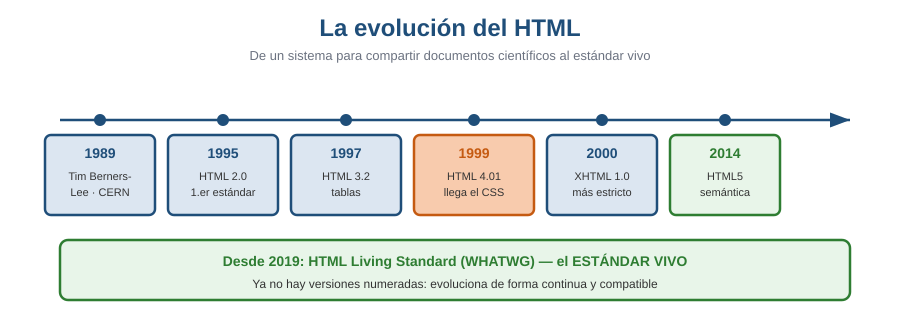 La evolución del HTML
De un sistema para compartir documentos científicos al estándar vivo
1989
Tim Berners-
Lee · CERN
1995
HTML 2.0
1.er estándar
1997
HTML 3.2
tablas
1999
HTML 4.01
llega el CSS
2000
XHTML 1.0
más estricto
2014
HTML5
semántica
Desde 2019: HTML Living Standard (WHATWG) — el ESTÁNDAR VIVO
Ya no hay versiones numeradas: evoluciona de forma continua y compatible